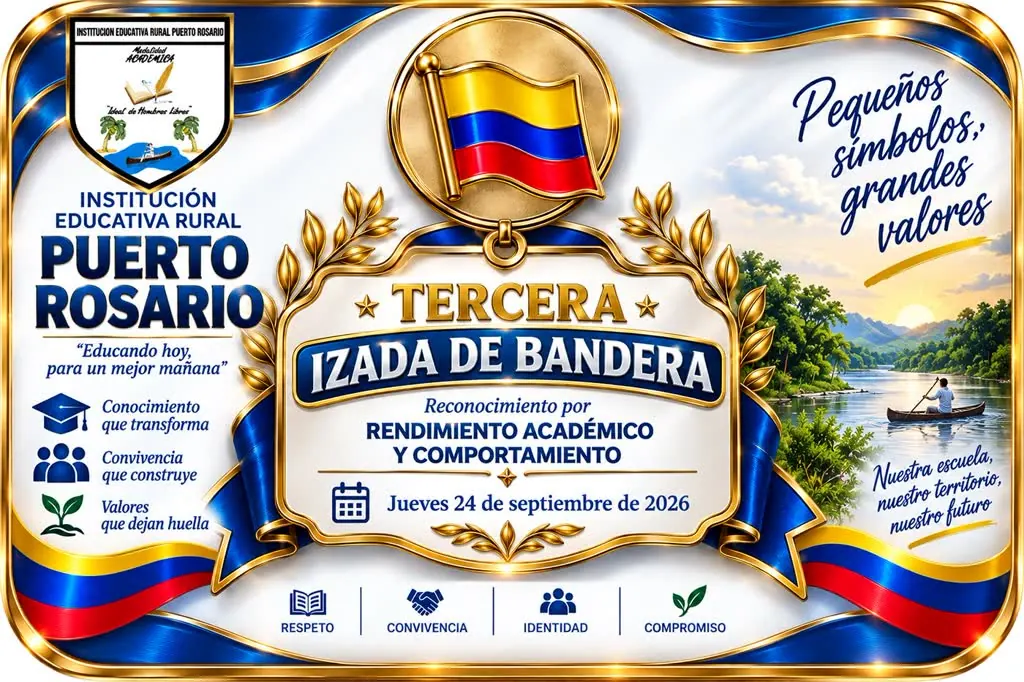 INSTITUCION EDUCATIVA RURAL PUERTO ROSARIO
Modalidad
ACADEMICA
"Ideal de Hombres Libres"
INSTITUCIÓN
EDUCATIVA RURAL
PUERTO
ROSARIO
“Educando hoy,
para un mejor mañana”
Conocimiento
que transforma
Convivencia
que construye
Valores
que dejan huella
TERCERA
IZADA DE BANDERA
Reconocimiento por
RENDIMIENTO ACADÉMICO
Y COMPORTAMIENTO
Jueves 24 de septiembre de 2026
Pequeños
símbolos,
grandes
valores
Nuestra escuela,
nuestro territorio,
nuestro futuro
RESPETO
CONVIVENCIA
IDENTIDAD
COMPROMISO